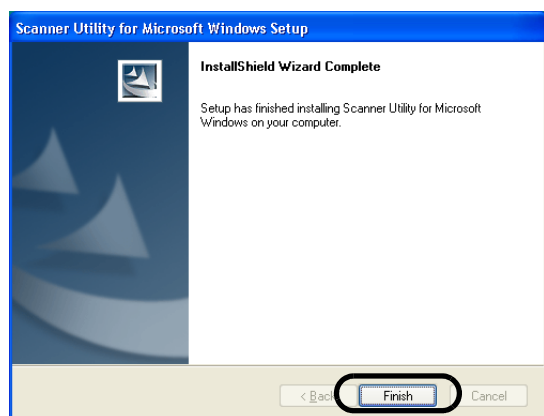 Scanner Utility for Microsoft Windows Setup
InstallShield Wizard Complete
Setup has finished installing Scanner Utility for Microsoft
Windows on your computer.
< Back Finish Cancel